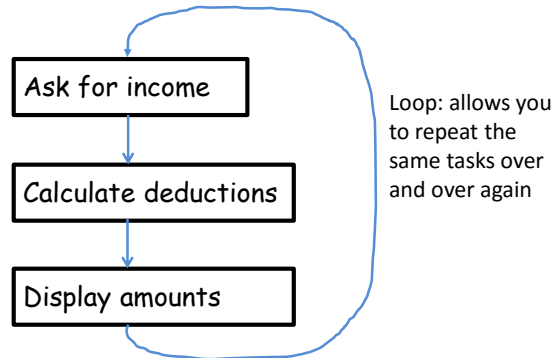 Ask for income
Calculate deductions
Display amounts
Loop: allows you
to repeat the
same tasks over
and over again